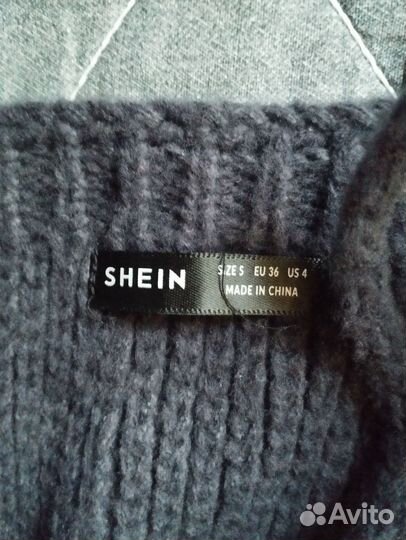 SHEIN
SIZE S EU 36 US 4
MADE IN CHINA
Avito